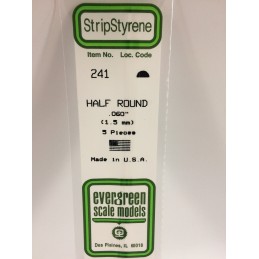 StripStyrene
Item No. Loc. Code
241
HALF ROUND
.060"
(1.5 mm)
5 Pieces
Made in U.S.A.
evergreen
scale models
Des Plaines, IL 60018